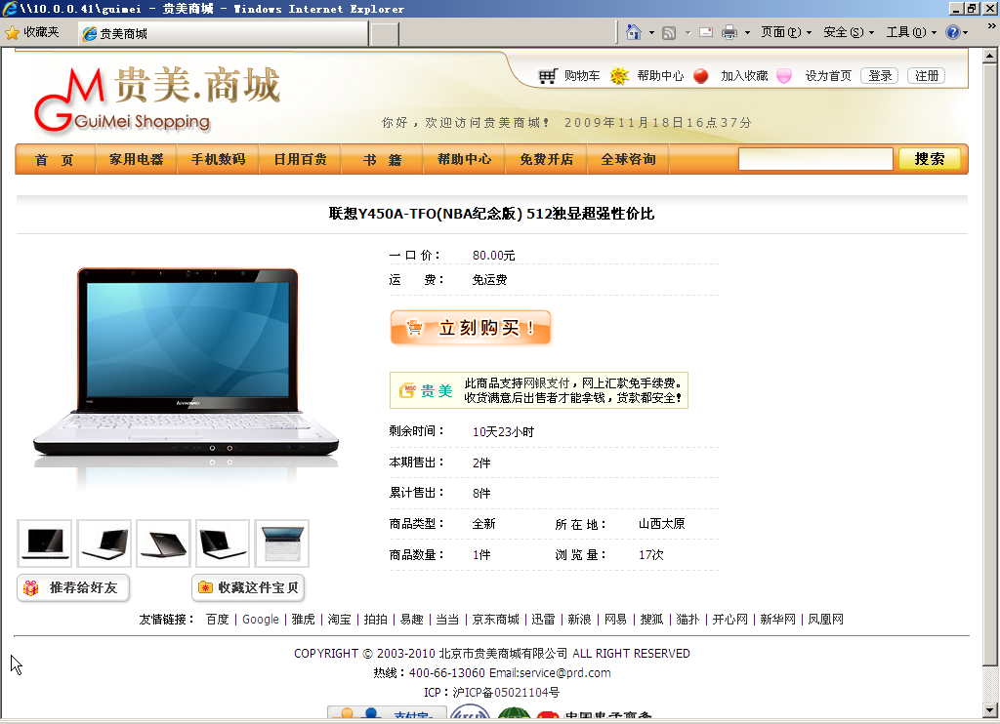 \\10.0.0.41\guimei - 贵美商城 - Windows Internet Explorer
收藏夹 贵美商城 页面(P) 安全(S) 工具(O)
GM 贵美.商城
GuiMei Shopping
购物车 帮助中心 加入收藏 设为首页 登录 注册
你好，欢迎访问贵美商城! 2009年11月18日16点37分
首 页 家用电器 手机数码 日用百货 书 籍 帮助中心 免费开店 全球咨询 搜索
联想Y450A-TFO(NBA纪念版) 512独显超强性价比
一 口 价： 80.00元
运 费： 免运费
立刻购买！
MSC 贵美 此商品支持网银支付，网上汇款免手续费。
收货满意后出售者才能拿钱，货款都安全!
lenovo
剩余时间： 10天23小时
本期售出： 2件
累计售出： 8件
商品类型： 全新 所 在 地： 山西太原
商品数量： 1件 浏 览 量： 17次
推荐给好友 收藏这件宝贝
友情链接： 百度 | Google | 雅虎 | 淘宝 | 拍拍 | 易趣 | 当当 | 京东商城 | 迅雷 | 新浪 | 网易 | 搜狐 | 猫扑 | 开心网 | 新华网 | 凤凰网
COPYRIGHT © 2003-2010 北京市贵美商城有限公司 ALL RIGHT RESERVED
热线：400-66-13060 Email:service@prd.com
ICP：沪ICP备05021104号